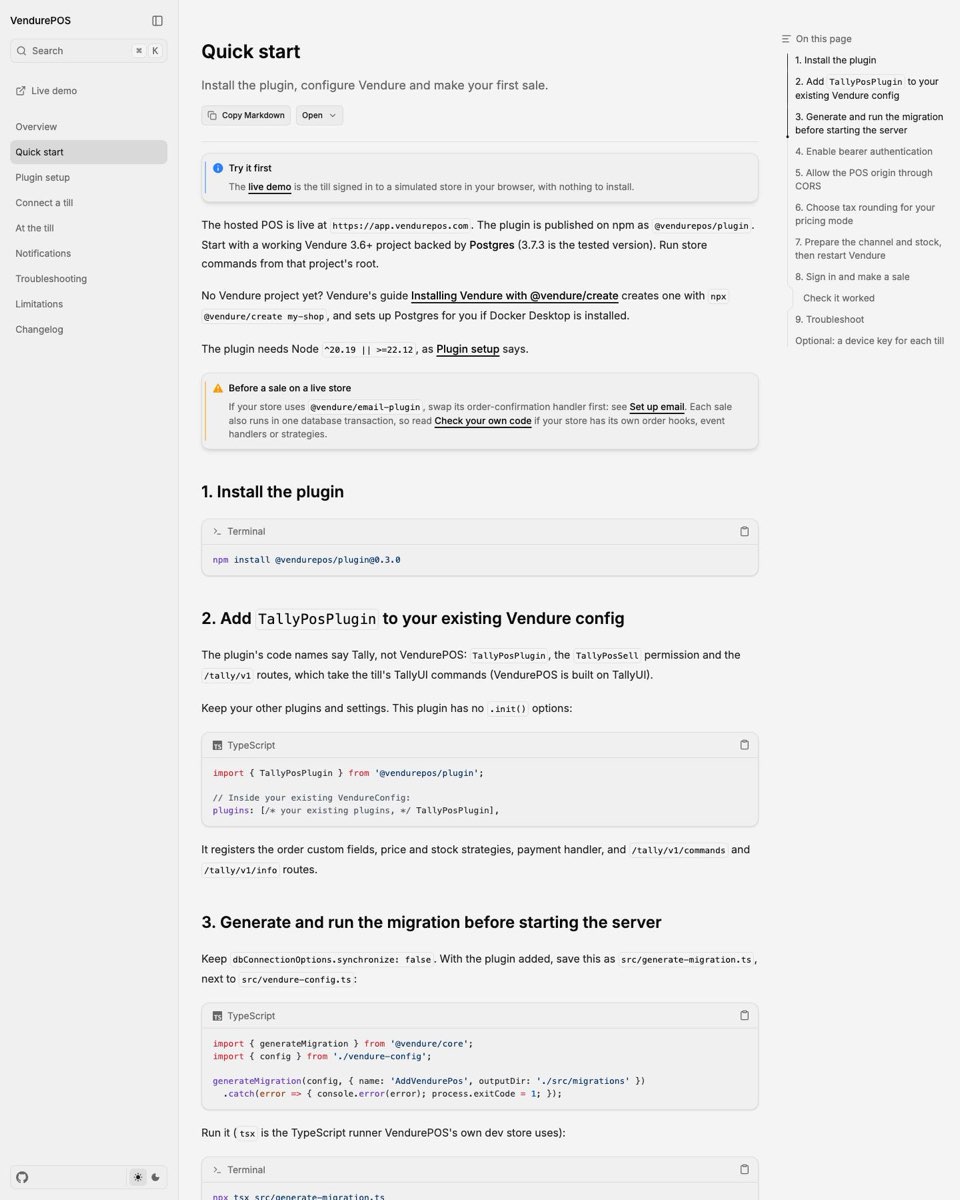 VendurePOS
Search
⌘ K
Live demo
Overview
Quick start
Plugin setup
Connect a till
At the till
Notifications
Troubleshooting
Limitations
Changelog
Quick start
Install the plugin, configure Vendure and make your first sale.
Copy Markdown
Open
Try it first
The live demo is the till signed in to a simulated store in your browser, with nothing to install.
The hosted POS is live at https://app.vendurepos.com. The plugin is published on npm as @vendurepos/plugin.
Start with a working Vendure 3.6+ project backed by Postgres (3.7.3 is the tested version). Run store
commands from that project's root.
No Vendure project yet? Vendure's guide Installing Vendure with @vendure/create creates one with npx
@vendure/create my-shop, and sets up Postgres for you if Docker Desktop is installed.
The plugin needs Node ^20.19 || >=22.12, as Plugin setup says.
Before a sale on a live store
If your store uses @vendure/email-plugin, swap its order-confirmation handler first: see Set up email. Each sale
also runs in one database transaction, so read Check your own code if your store has its own order hooks, event
handlers or strategies.
1. Install the plugin
Terminal
npm install @vendurepos/plugin@0.3.0
2. Add TallyPosPlugin to your existing Vendure config
The plugin's code names say Tally, not VendurePOS: TallyPosPlugin, the TallyPosSell permission and the
/tally/v1 routes, which take the till's TallyUI commands (VendurePOS is built on TallyUI).
Keep your other plugins and settings. This plugin has no .init() options:
TypeScript
import { TallyPosPlugin } from '@vendurepos/plugin';
// Inside your existing VendureConfig:
plugins: [/* your existing plugins, */ TallyPosPlugin],
It registers the order custom fields, price and stock strategies, payment handler, and /tally/v1/commands and
/tally/v1/info routes.
3. Generate and run the migration before starting the server
Keep dbConnectionOptions.synchronize: false. With the plugin added, save this as src/generate-migration.ts,
next to src/vendure-config.ts:
TypeScript
import { generateMigration } from '@vendure/core';
import { config } from './vendure-config';
generateMigration(config, { name: 'AddVendurePos', outputDir: './src/migrations' })
.catch(error => { console.error(error); process.exitCode = 1; });
Run it (tsx is the TypeScript runner VendurePOS's own dev store uses):
Terminal
npx tsx src/generate-migration.ts
On this page
1. Install the plugin
2. Add TallyPosPlugin to your
existing Vendure config
3. Generate and run the migration
before starting the server
4. Enable bearer authentication
5. Allow the POS origin through
CORS
6. Choose tax rounding for your
pricing mode
7. Prepare the channel and stock,
then restart Vendure
8. Sign in and make a sale
Check it worked
9. Troubleshoot
Optional: a device key for each till